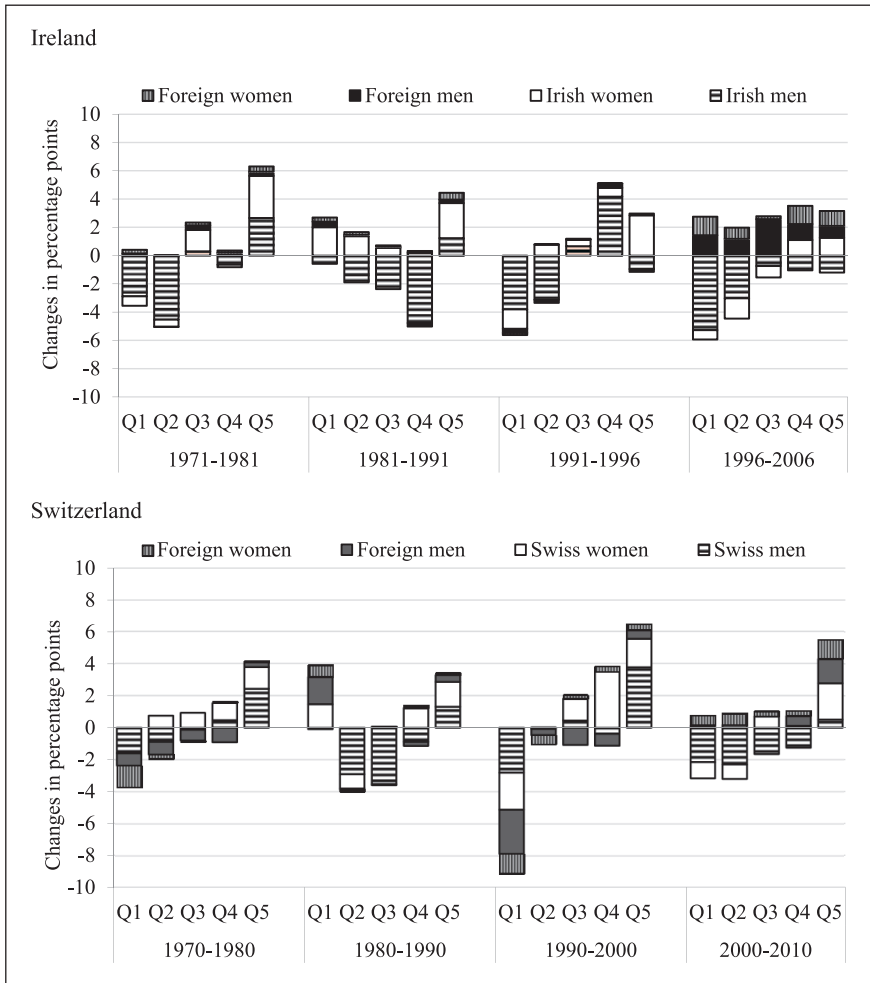 Ireland
Foreign women Foreign men Irish women Irish men
Changes in percentage points
10
8
6
4
2
0
-2
-4
-6
-8
-10
Q1 Q2 Q3 Q4 Q5 Q1 Q2 Q3 Q4 Q5 Q1 Q2 Q3 Q4 Q5 Q1 Q2 Q3 Q4 Q5
1971-1981 1981-1991 1991-1996 1996-2006
Switzerland
Foreign women Foreign men Swiss women Swiss men
Changes in percentage points
10
8
6
4
2
0
-2
-4
-6
-8
-10
Q1 Q2 Q3 Q4 Q5 Q1 Q2 Q3 Q4 Q5 Q1 Q2 Q3 Q4 Q5 Q1 Q2 Q3 Q4 Q5
1970-1980 1980-1990 1990-2000 2000-2010